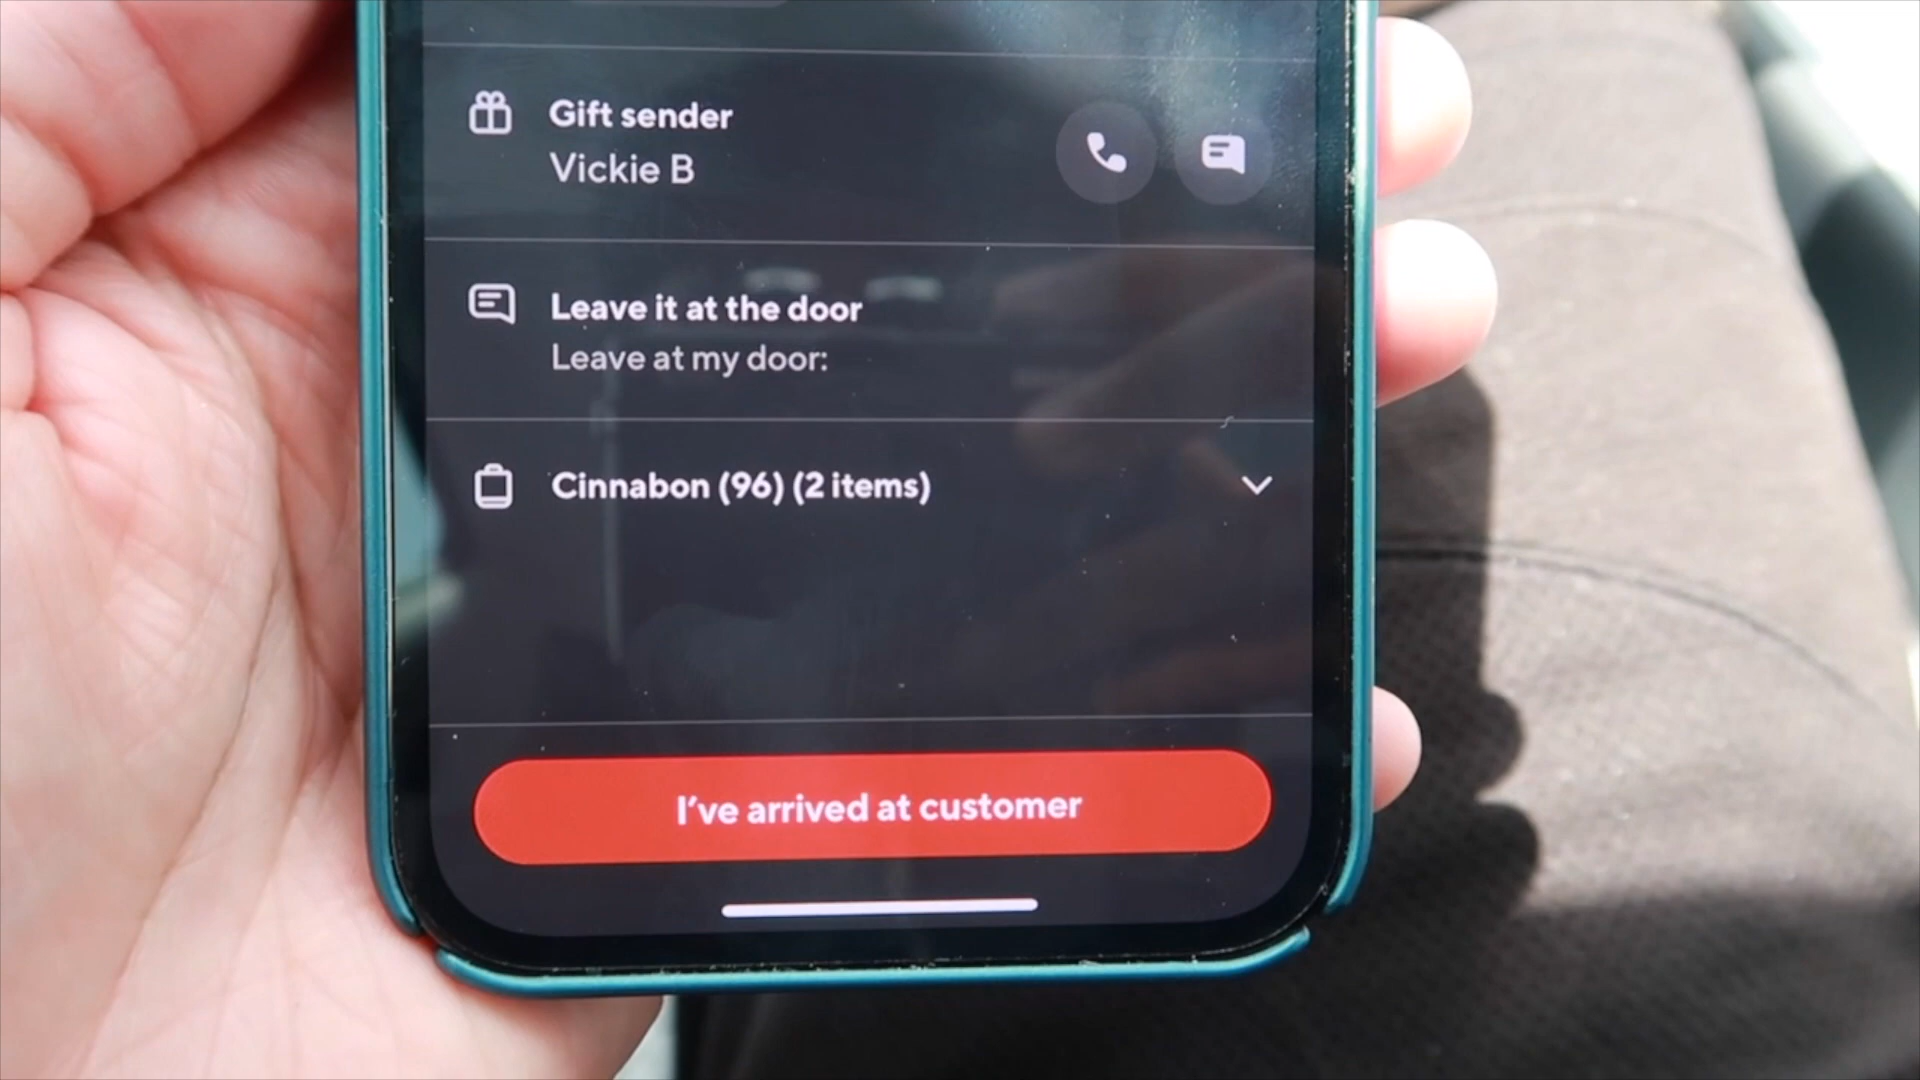 Gift sender
Vickie B
Leave it at the door
Leave at my door:
Cinnabon (96) (2 items)
I've arrived at customer